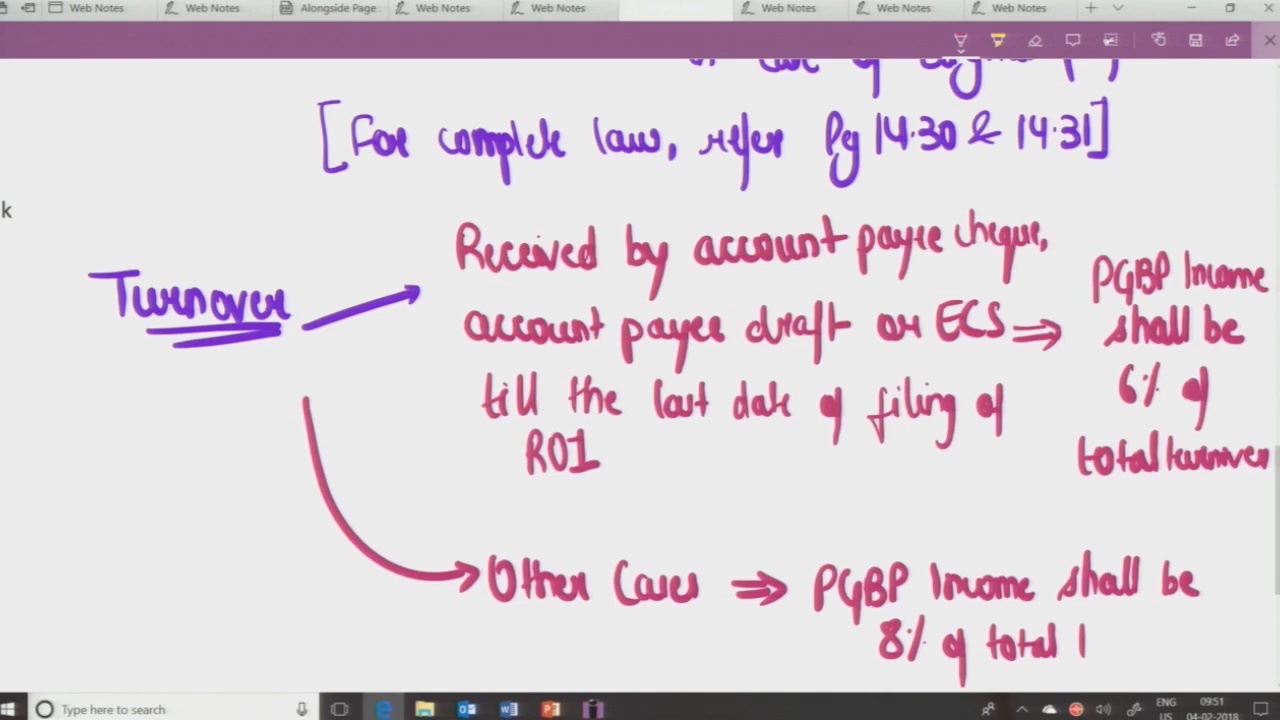 Web Notes
Web Notes
Alongside Page
Web Notes
Web Notes
Web Notes
Web Notes
Web Notes
[For complete law, refer Pg 14.30 & 14.31]
k
Turnover
Received by account payee cheque,
account payee draft or ECS ⇒
till the last date of filing of
ROI
PGBP Income
shall be
6% of
total turnover
Other Cases ⇒ PGBP Income shall be
8% of total
Type here to search
ENG
US
09:51
04-02-2018